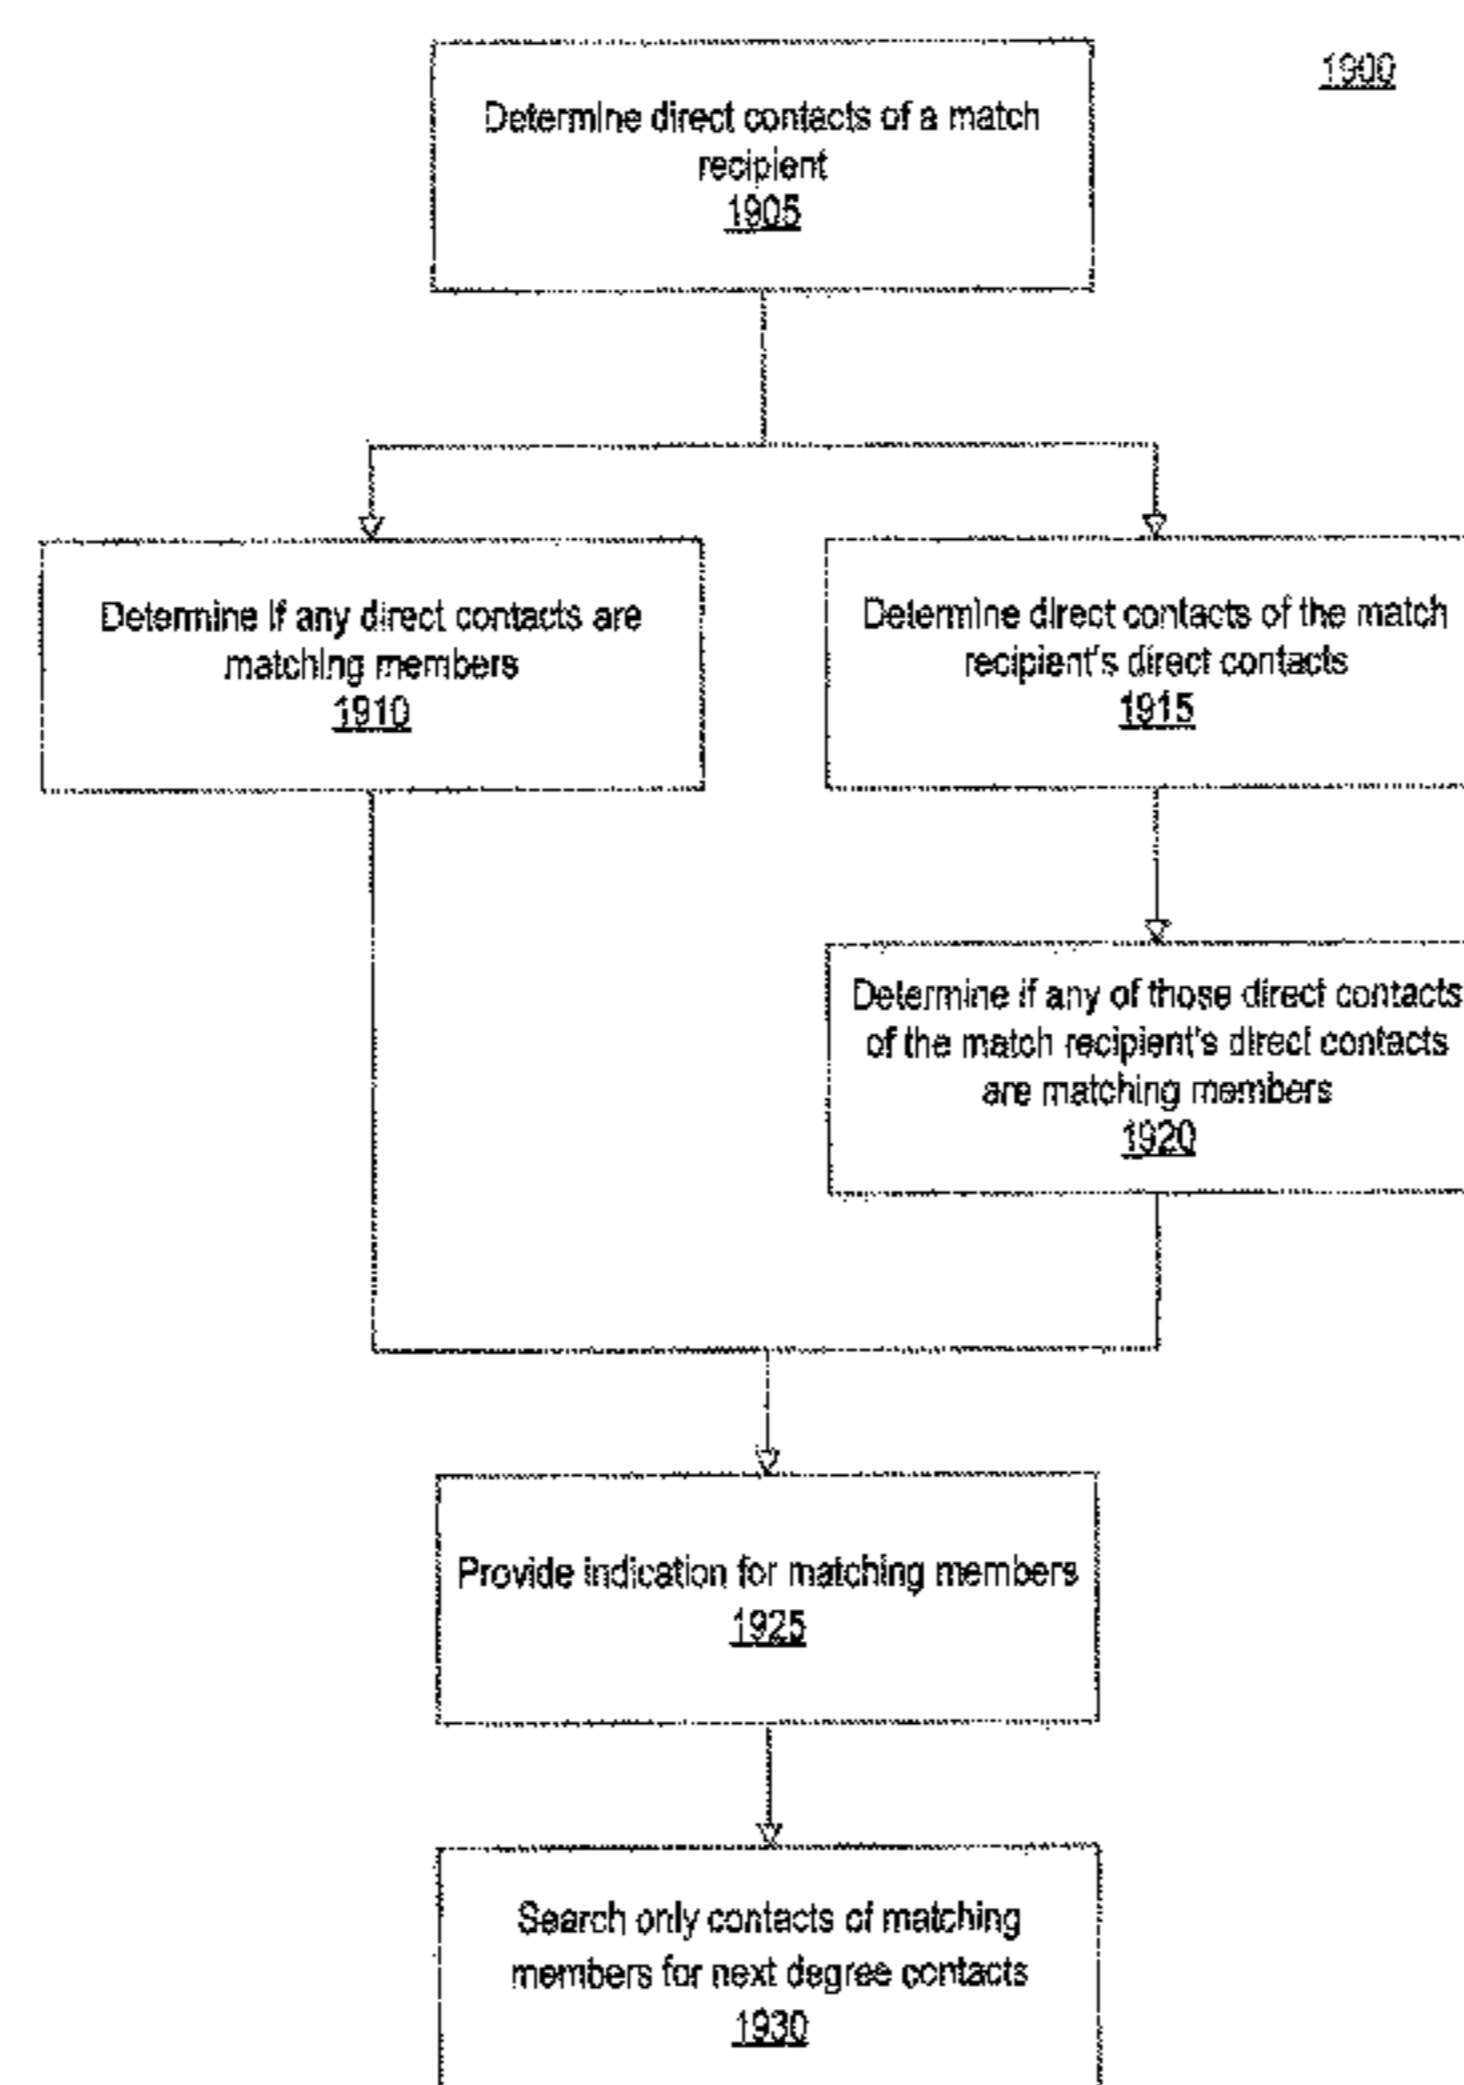 1900
Determine direct contacts of a match
recipient
1905
Determine if any direct contacts are
matching members
1910
Determine direct contacts of the match
recipient's direct contacts
1915
Determine if any of those direct contacts
of the match recipient's direct contacts
are matching members
1920
Provide indication for matching members
1925
Search only contacts of matching
members for next degree contacts
1930